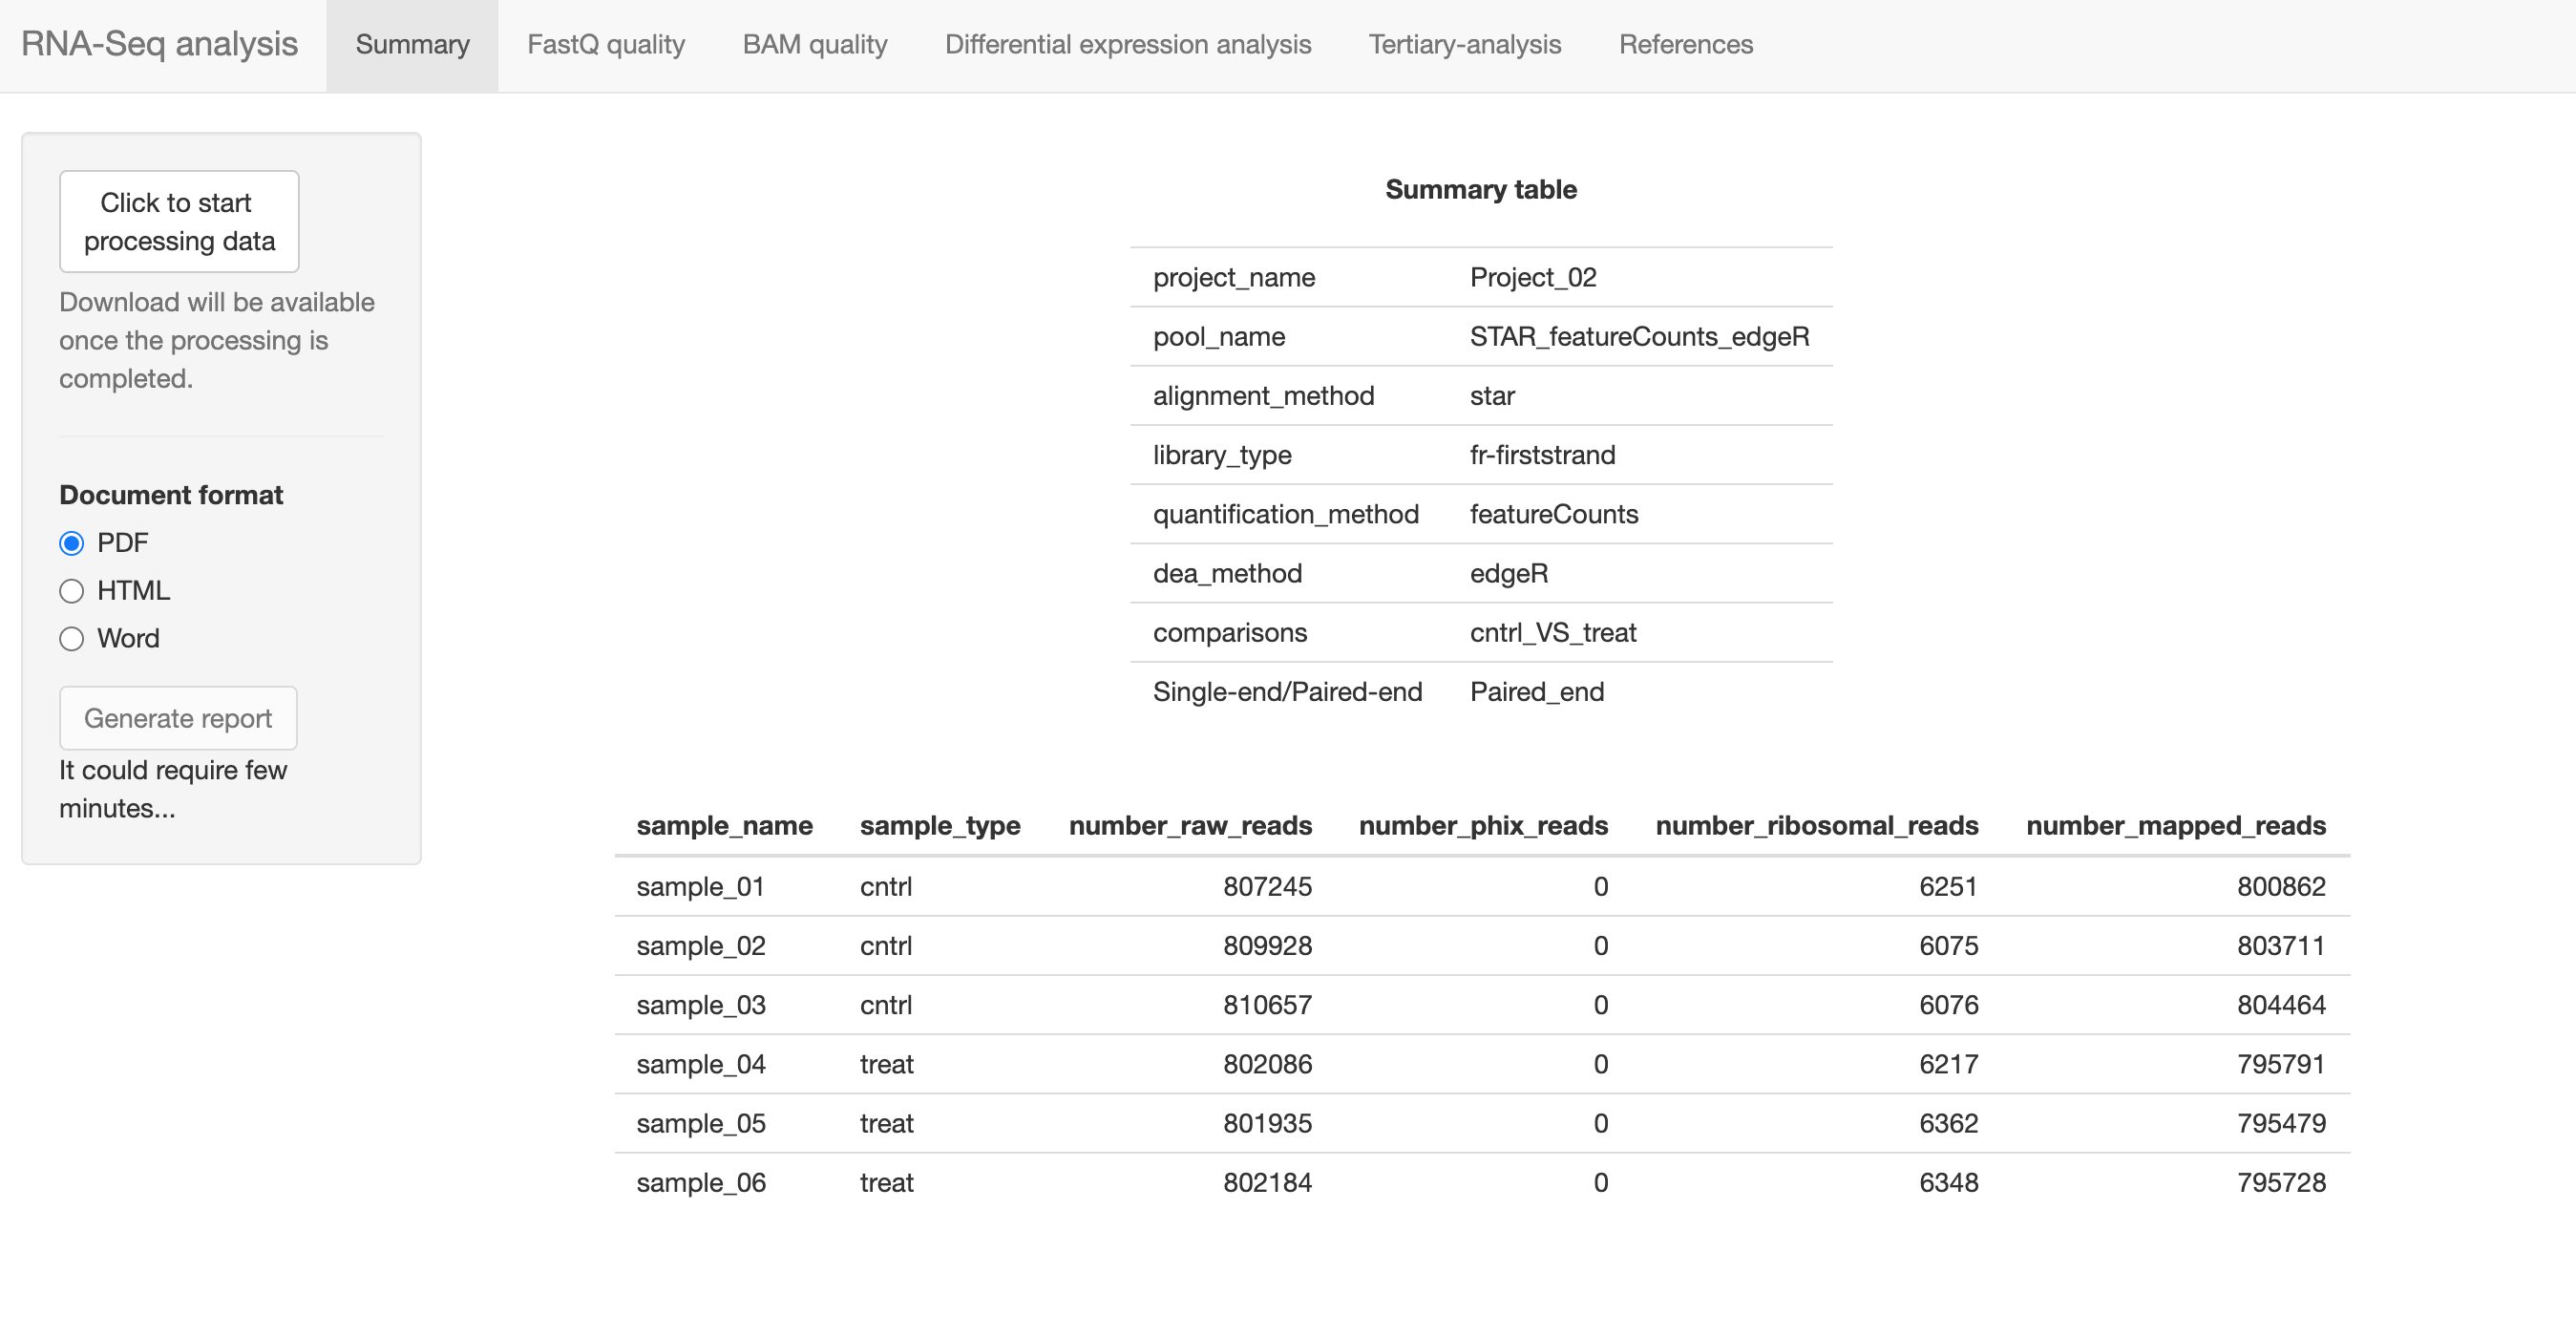 RNA-Seq analysis Summary FastQ quality BAM quality Differential expression analysis Tertiary-analysis References
Click to start
processing data
Download will be available
once the processing is
completed.
Document format
PDF
HTML
Word
Generate report
It could require few
minutes...
Summary table
project_name Project_02
pool_name STAR_featureCounts_edgeR
alignment_method star
library_type fr-firststrand
quantification_method featureCounts
dea_method edgeR
comparisons cntrl_VS_treat
Single-end/Paired-end Paired_end
sample_name sample_type number_raw_reads number_phix_reads number_ribosomal_reads number_mapped_reads
sample_01 cntrl 807245 0 6251 800862
sample_02 cntrl 809928 0 6075 803711
sample_03 cntrl 810657 0 6076 804464
sample_04 treat 802086 0 6217 795791
sample_05 treat 801935 0 6362 795479
sample_06 treat 802184 0 6348 795728